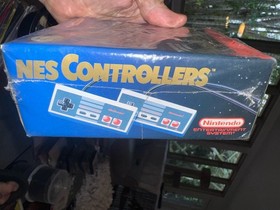 NES CONTROLLERS
Nintendo
ENTERTAINMENT
SYSTEM